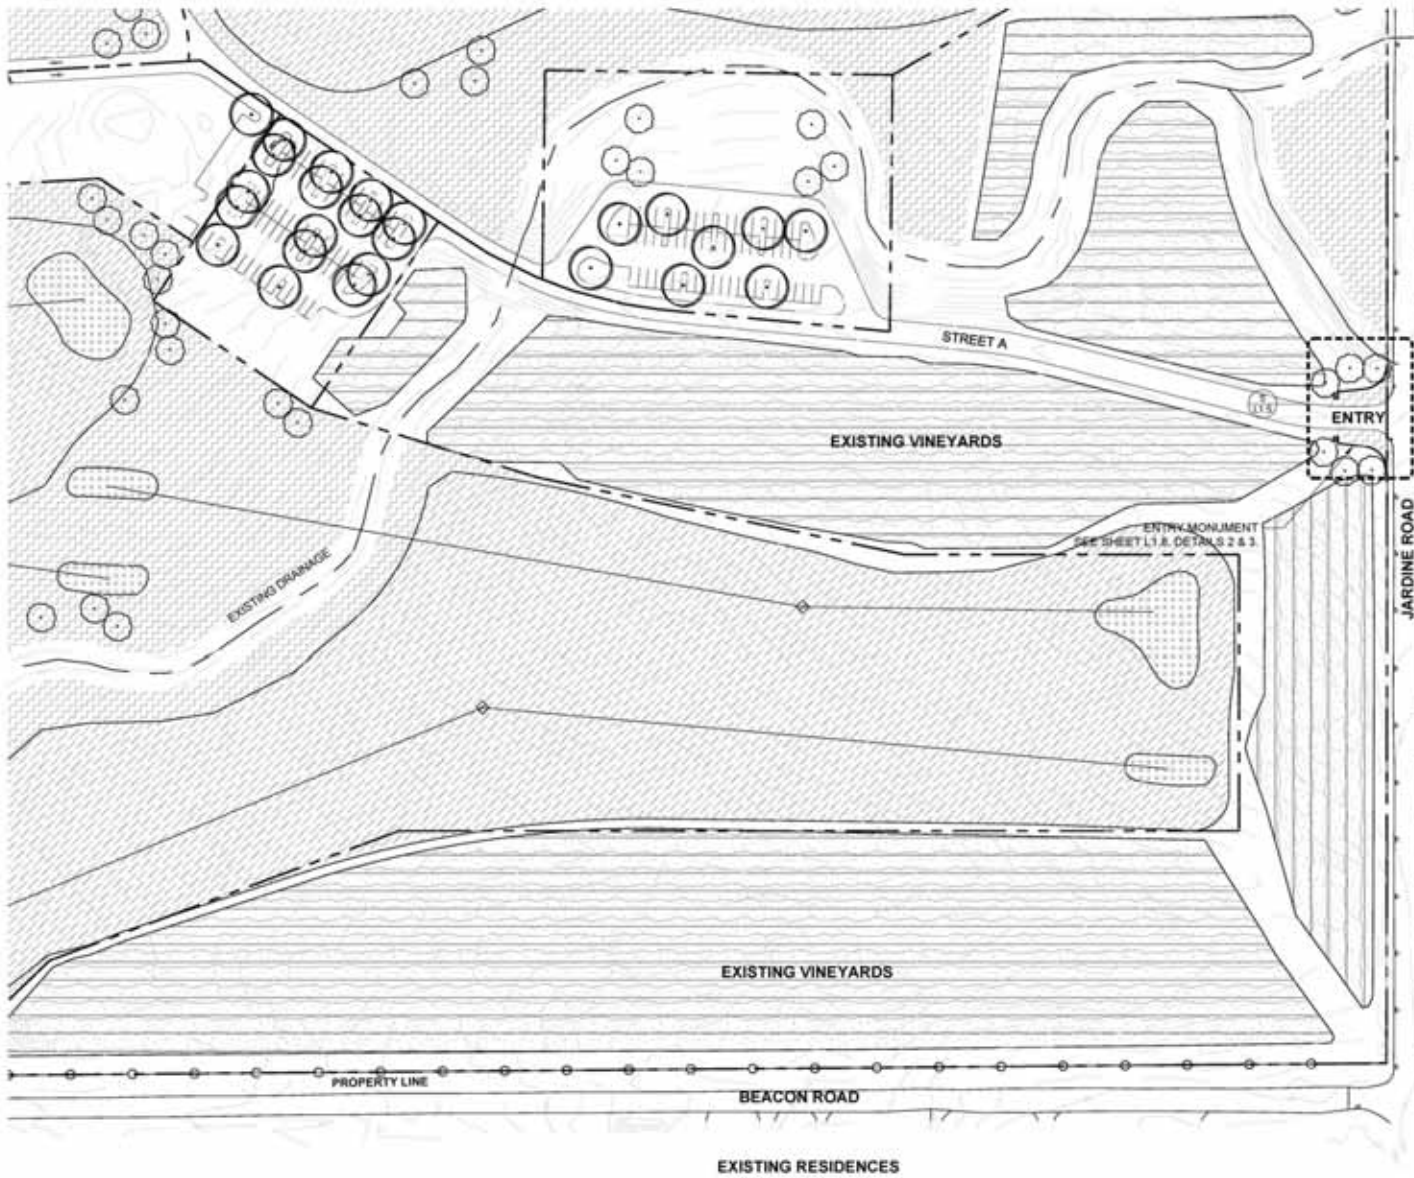 STREET A
ENTRY
EXISTING VINEYARDS
ENTRY MONUMENT
SEE SHEET L1.8, DETAILS 2 & 3.
JARDINE ROAD
EXISTING DRAINAGE
EXISTING VINEYARDS
PROPERTY LINE
BEACON ROAD
EXISTING RESIDENCES